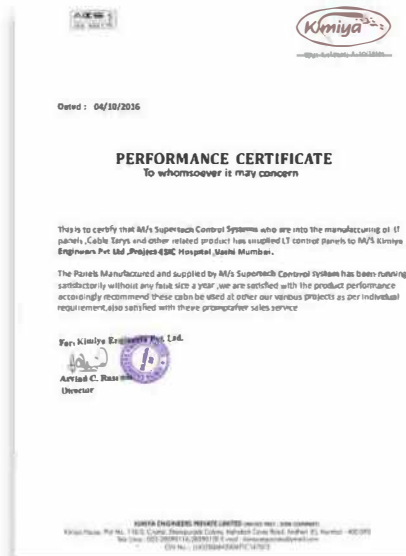 Kimiya
Dated : 04/10/2016
PERFORMANCE CERTIFICATE
To whomsoever it may concern
This is to certify that M/s Supertech Control Systems who are into the manufacturing of LT
panels ,Cable Tarys and other related product has supplied LT control panels to M/S Kimiya
Engineers Pvt Ltd ,Project-ESIC Hospital ,Vashi Mumbai.
The Panels Manufactured and supplied by M/s Supertech Control System has been running
satisfactorily without any fault sice a year ,we are satisfied with the product performance
accordingly recommend these cabn be used at other our various projects as per individual
requirement,also satisfied with there promptafter sales service
For: Kimiya Engineers Pvt. Ltd.
Arvind C.
Director
KIMIYA ENGINEERS PRIVATE LIMITED